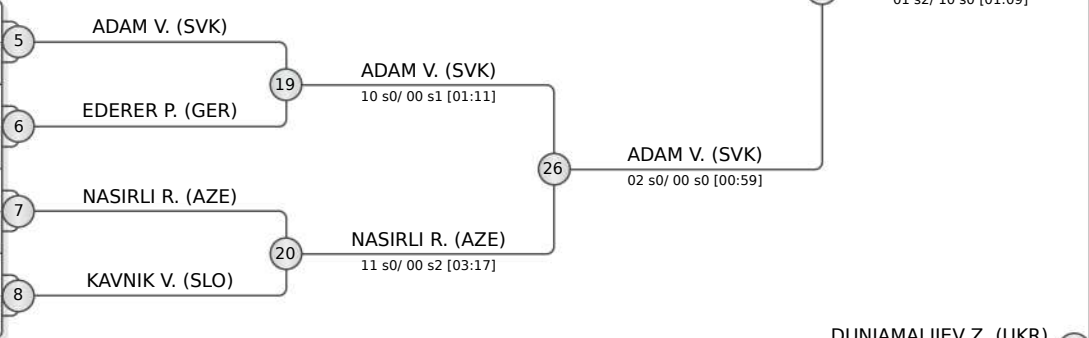 5
ADAM V. (SVK)
19
ADAM V. (SVK)
10 s0/ 00 s1 [01:11]
6
EDERER P. (GER)
26
ADAM V. (SVK)
02 s0/ 00 s0 [00:59]
7
NASIRLI R. (AZE)
20
NASIRLI R. (AZE)
11 s0/ 00 s2 [03:17]
8
KAVNIK V. (SLO)